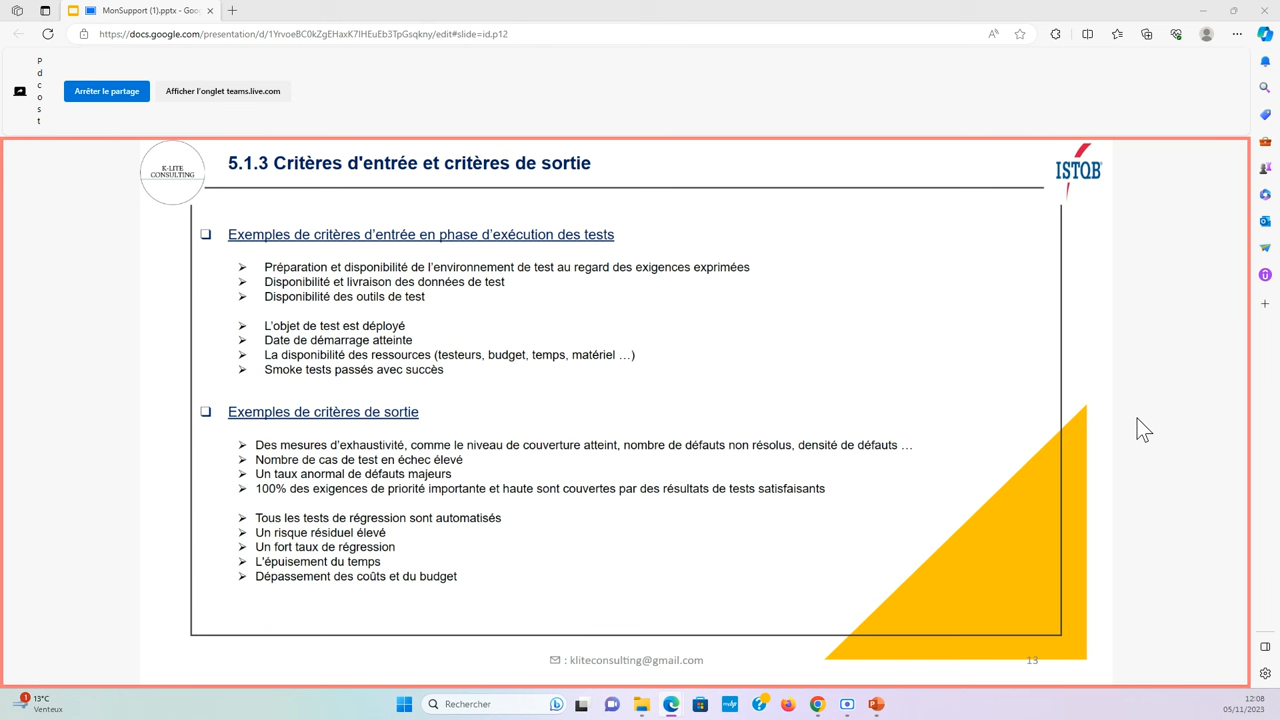 MonSupport (1).pptx - Goo
https://docs.google.com/presentation/d/1YrvoeBC0kZgEHaxK7IHEuEb3TpGsqkny/edit#slide=id.p12
P
d
c
o
s
t
Arrêter le partage
Afficher l'onglet teams.live.com
K-LITE
CONSULTING
5.1.3 Critères d'entrée et critères de sortie
ISTQB
Exemples de critères d'entrée en phase d'exécution des tests
Préparation et disponibilité de l'environnement de test au regard des exigences exprimées
Disponibilité et livraison des données de test
Disponibilité des outils de test
L'objet de test est déployé
Date de démarrage atteinte
La disponibilité des ressources (testeurs, budget, temps, matériel …)
Smoke tests passés avec succès
Exemples de critères de sortie
Des mesures d'exhaustivité, comme le niveau de couverture atteint, nombre de défauts non résolus, densité de défauts …
Nombre de cas de test en échec élevé
Un taux anormal de défauts majeurs
100% des exigences de priorité importante et haute sont couvertes par des résultats de tests satisfaisants
Tous les tests de régression sont automatisés
Un risque résiduel élevé
Un fort taux de régression
L'épuisement du temps
Dépassement des coûts et du budget
: kliteconsulting@gmail.com
13
1
13°C
Venteux
Rechercher
12:08
05/11/2023